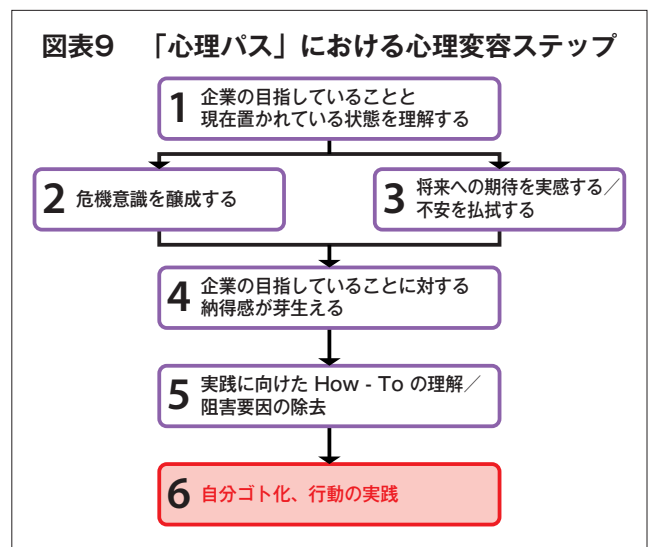 図表9　「心理パス」における心理変容ステップ
1 企業の目指していることと
現在置かれている状態を理解する
2 危機意識を醸成する
3 将来への期待を実感する／
不安を払拭する
4 企業の目指していることに対する
納得感が芽生える
5 実践に向けた How - To の理解／
阻害要因の除去
6 自分ゴト化、行動の実践